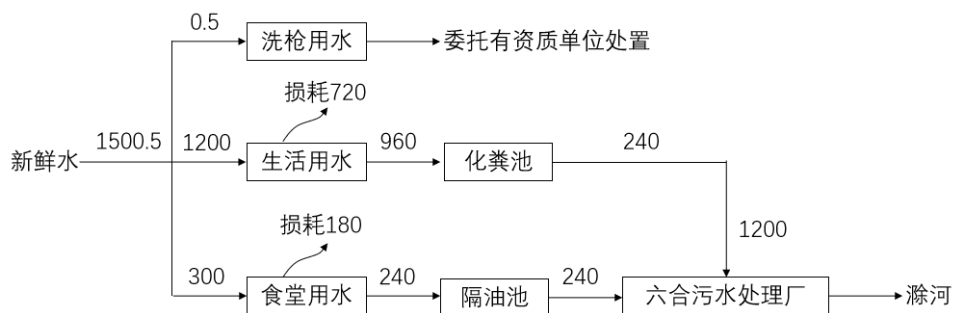 0.5
洗枪用水
委托有资质单位处置
损耗720
新鲜水
1500.5
1200
生活用水
960
化粪池
240
损耗180
1200
300
食堂用水
240
隔油池
240
六合污水处理厂
滁河